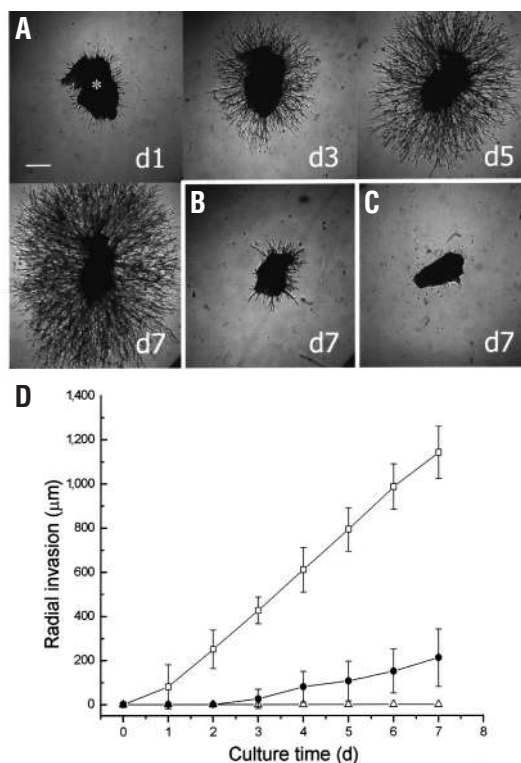 A
*
d1
d3
d5
d7
B
d7
C
d7
D
Radial invasion (μm)
1,400
1,200
1,000
800
600
400
200
0
0 1 2 3 4 5 6 7 8
Culture time (d)